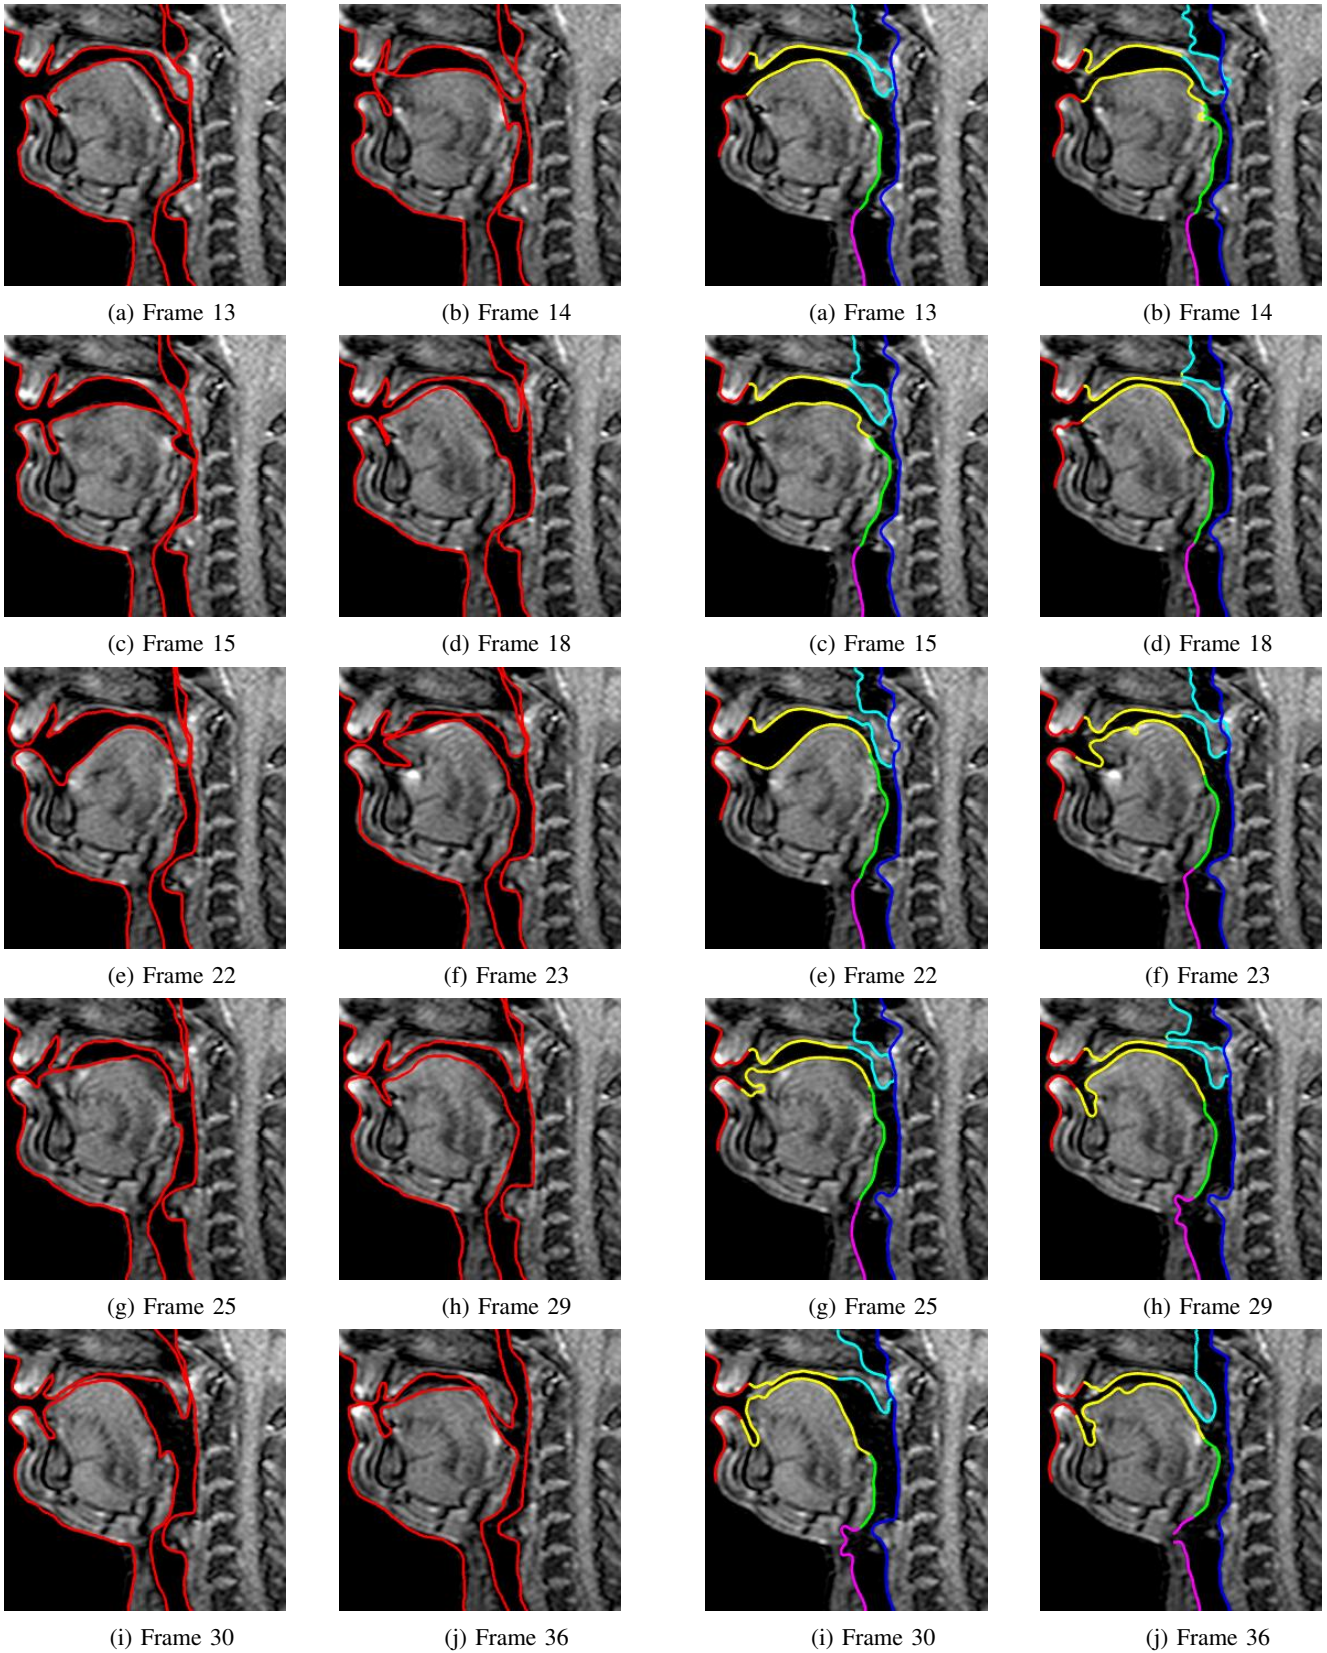 (a) Frame 13 (b) Frame 14 (a) Frame 13 (b) Frame 14
(c) Frame 15 (d) Frame 18 (c) Frame 15 (d) Frame 18
(e) Frame 22 (f) Frame 23 (e) Frame 22 (f) Frame 23
(g) Frame 25 (h) Frame 29 (g) Frame 25 (h) Frame 29
(i) Frame 30 (j) Frame 36 (i) Frame 30 (j) Frame 36